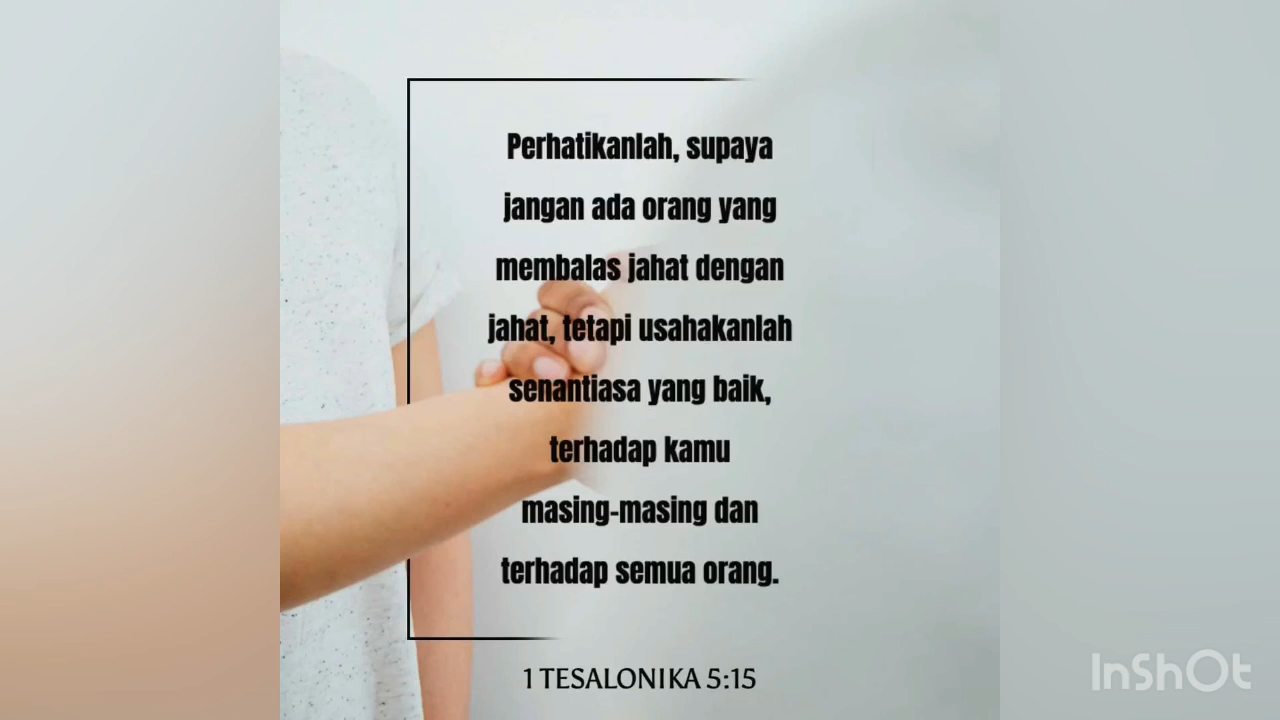 Perhatikanlah, supaya
jangan ada orang yang
membalas jahat dengan
jahat, tetapi usahakanlah
senantiasa yang baik,
terhadap kamu
masing-masing dan
terhadap semua orang.
1 TESALONIKA 5:15
InShOt